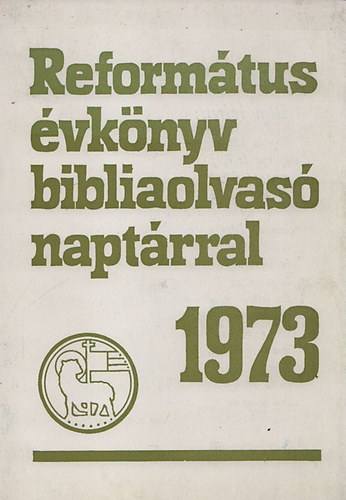 Református
évkönyv
bibliaolvasó
naptárral
1973